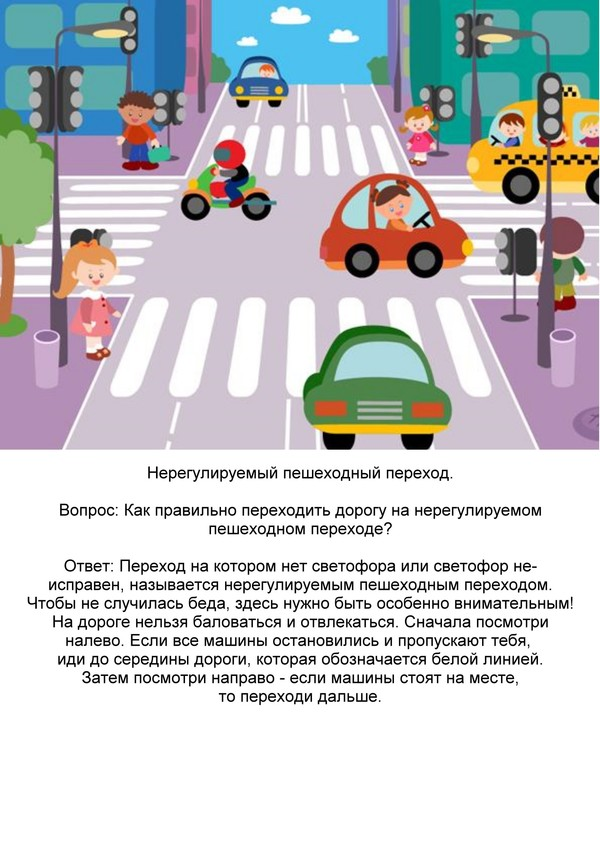 Нерегулируемый пешеходный переход.
Вопрос: Как правильно переходить дорогу на нерегулируемом
пешеходном переходе?
Ответ: Переход на котором нет светофора или светофор не-
исправен, называется нерегулируемым пешеходным переходом.
Чтобы не случилась беда, здесь нужно быть особенно внимательным!
На дороге нельзя баловаться и отвлекаться. Сначала посмотри
налево. Если все машины остановились и пропускают тебя,
иди до середины дороги, которая обозначается белой линией.
Затем посмотри направо - если машины стоят на месте,
то переходи дальше.